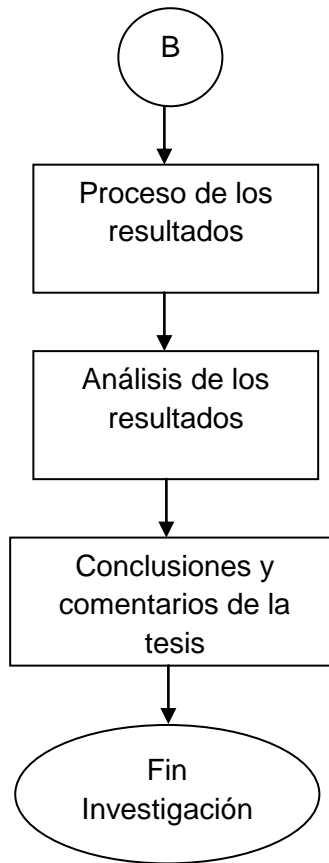 B
Proceso de los
resultados
Análisis de los
resultados
Conclusiones y
comentarios de la
tesis
Fin
Investigación